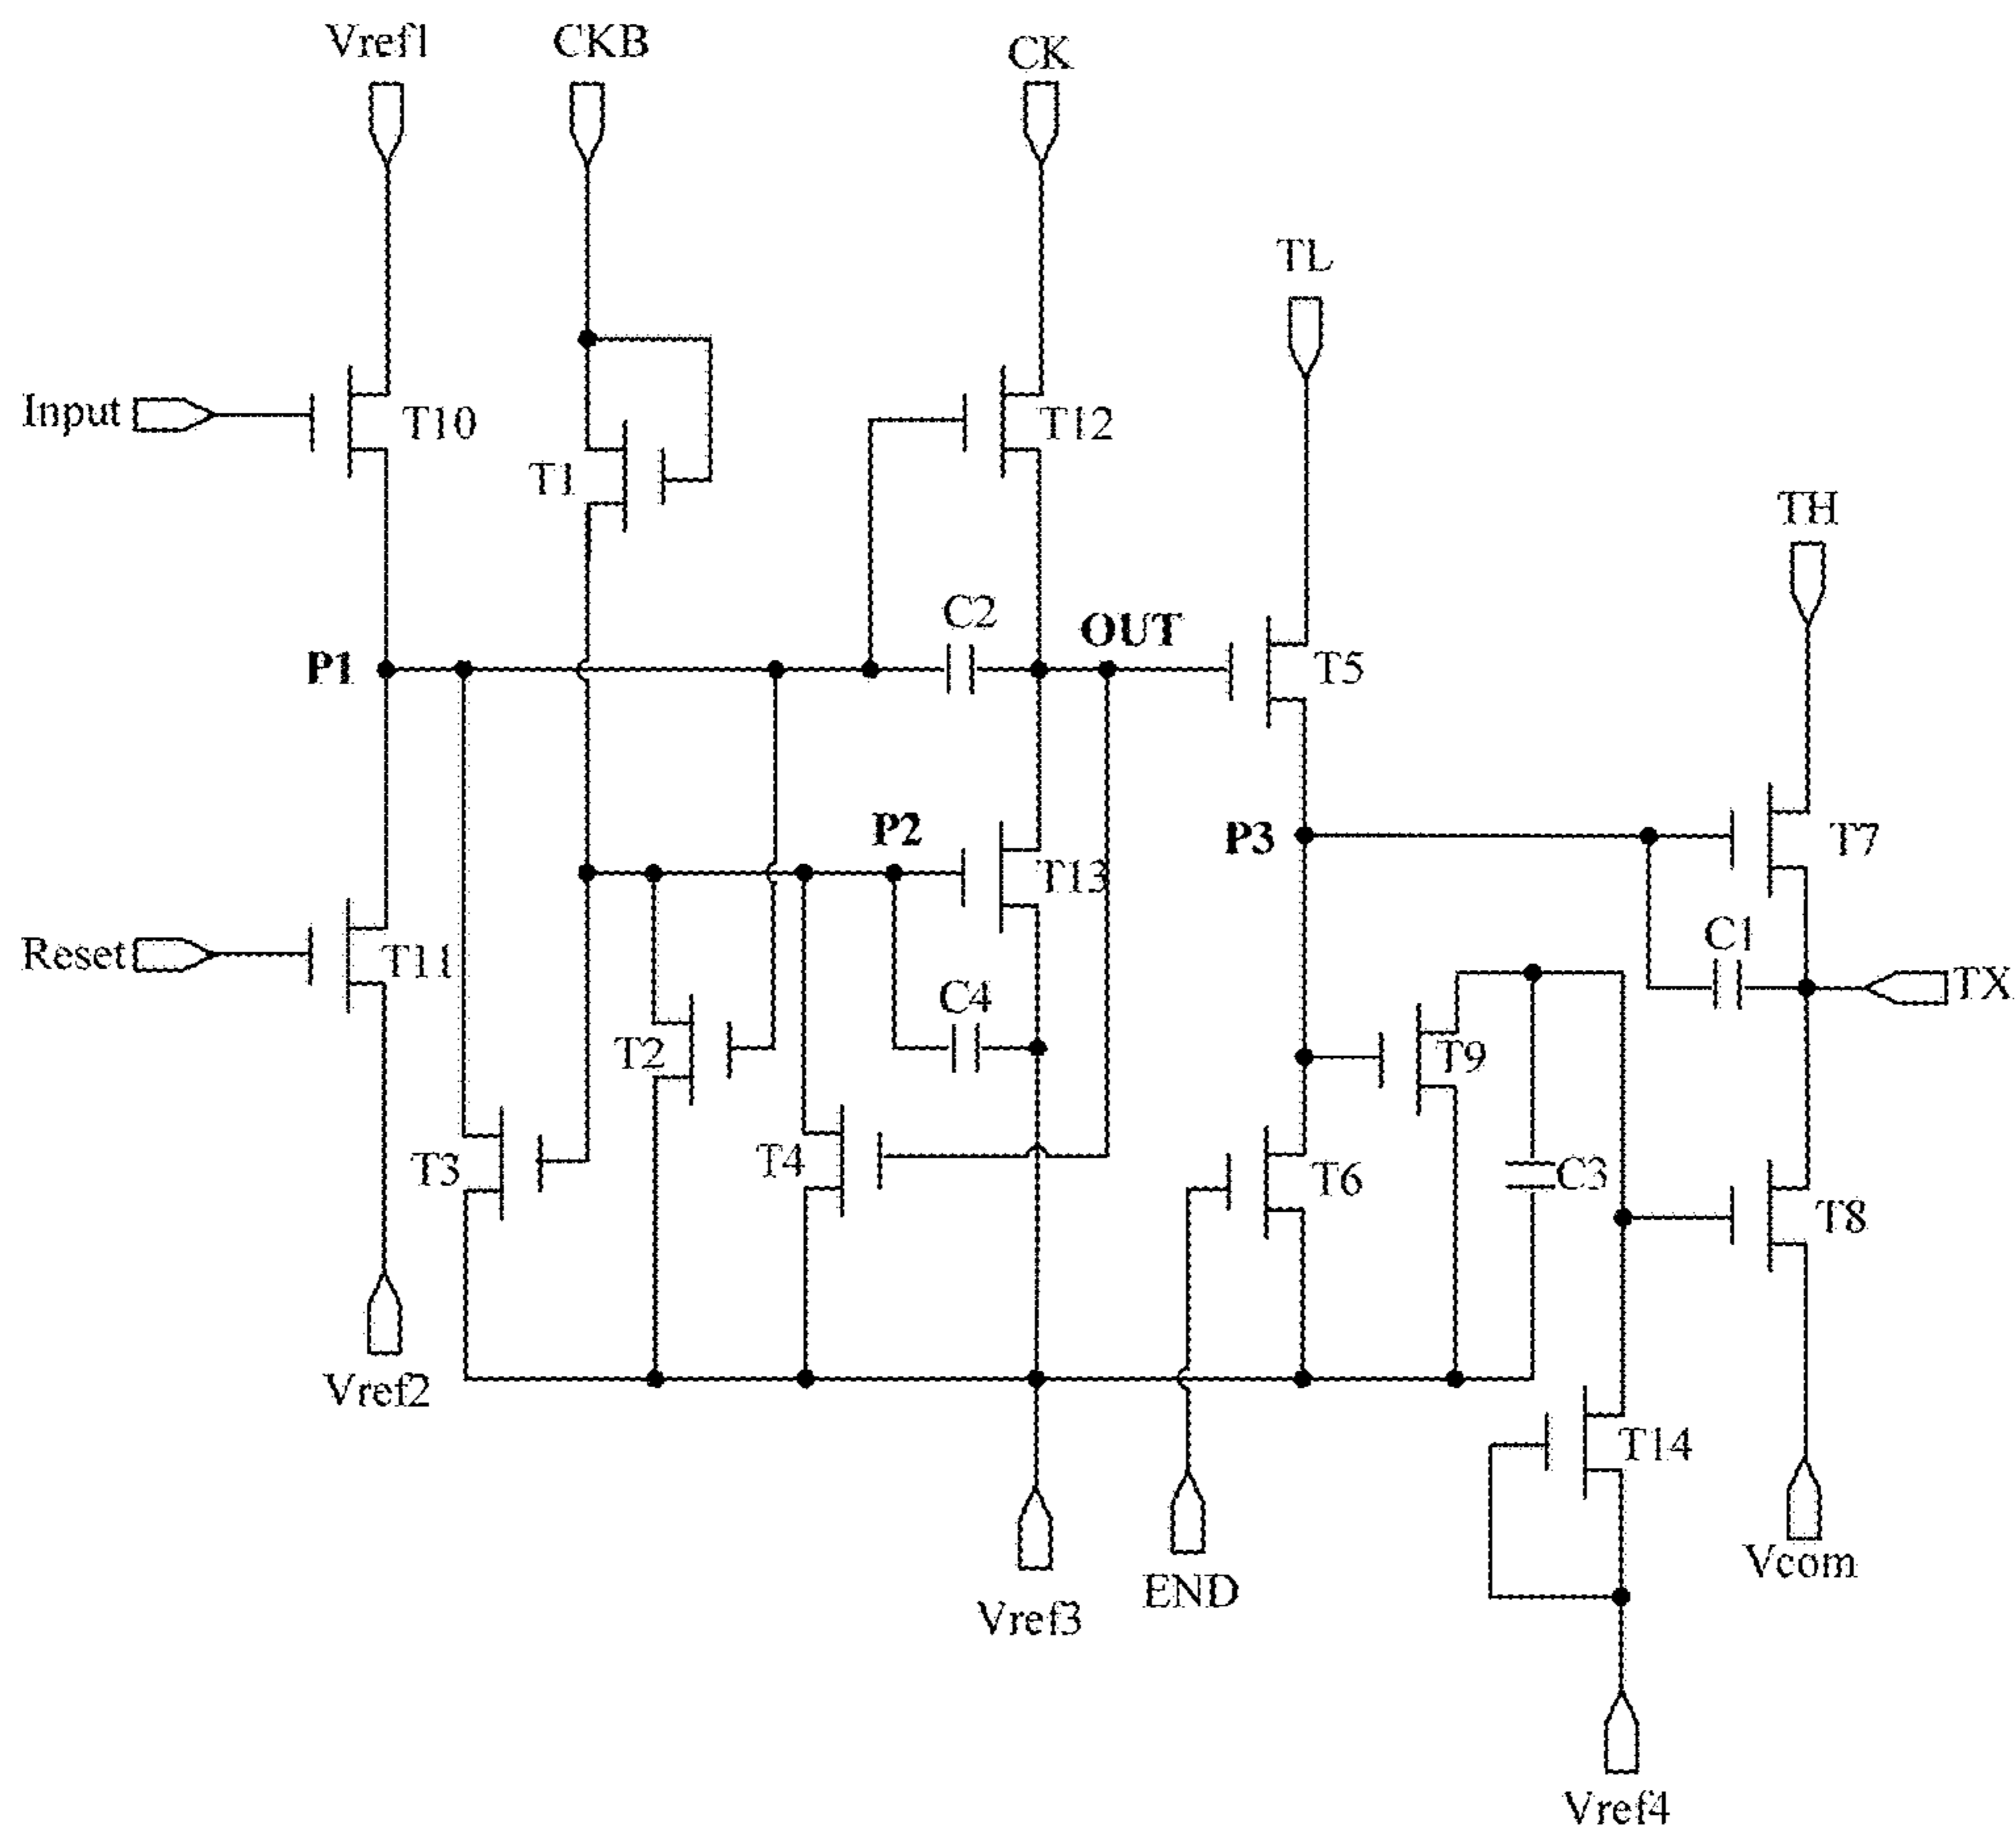 Vref1
CKB
CK
TL
Input
T10
T12
T1
TH
C2
OUT
P1
T5
P2
P3
T7
T13
C1
Reset
T11
TX
C4
T2
T9
T3
T4
T6
C3
T8
Vref2
T14
Vcom
END
Vref3
Vref4